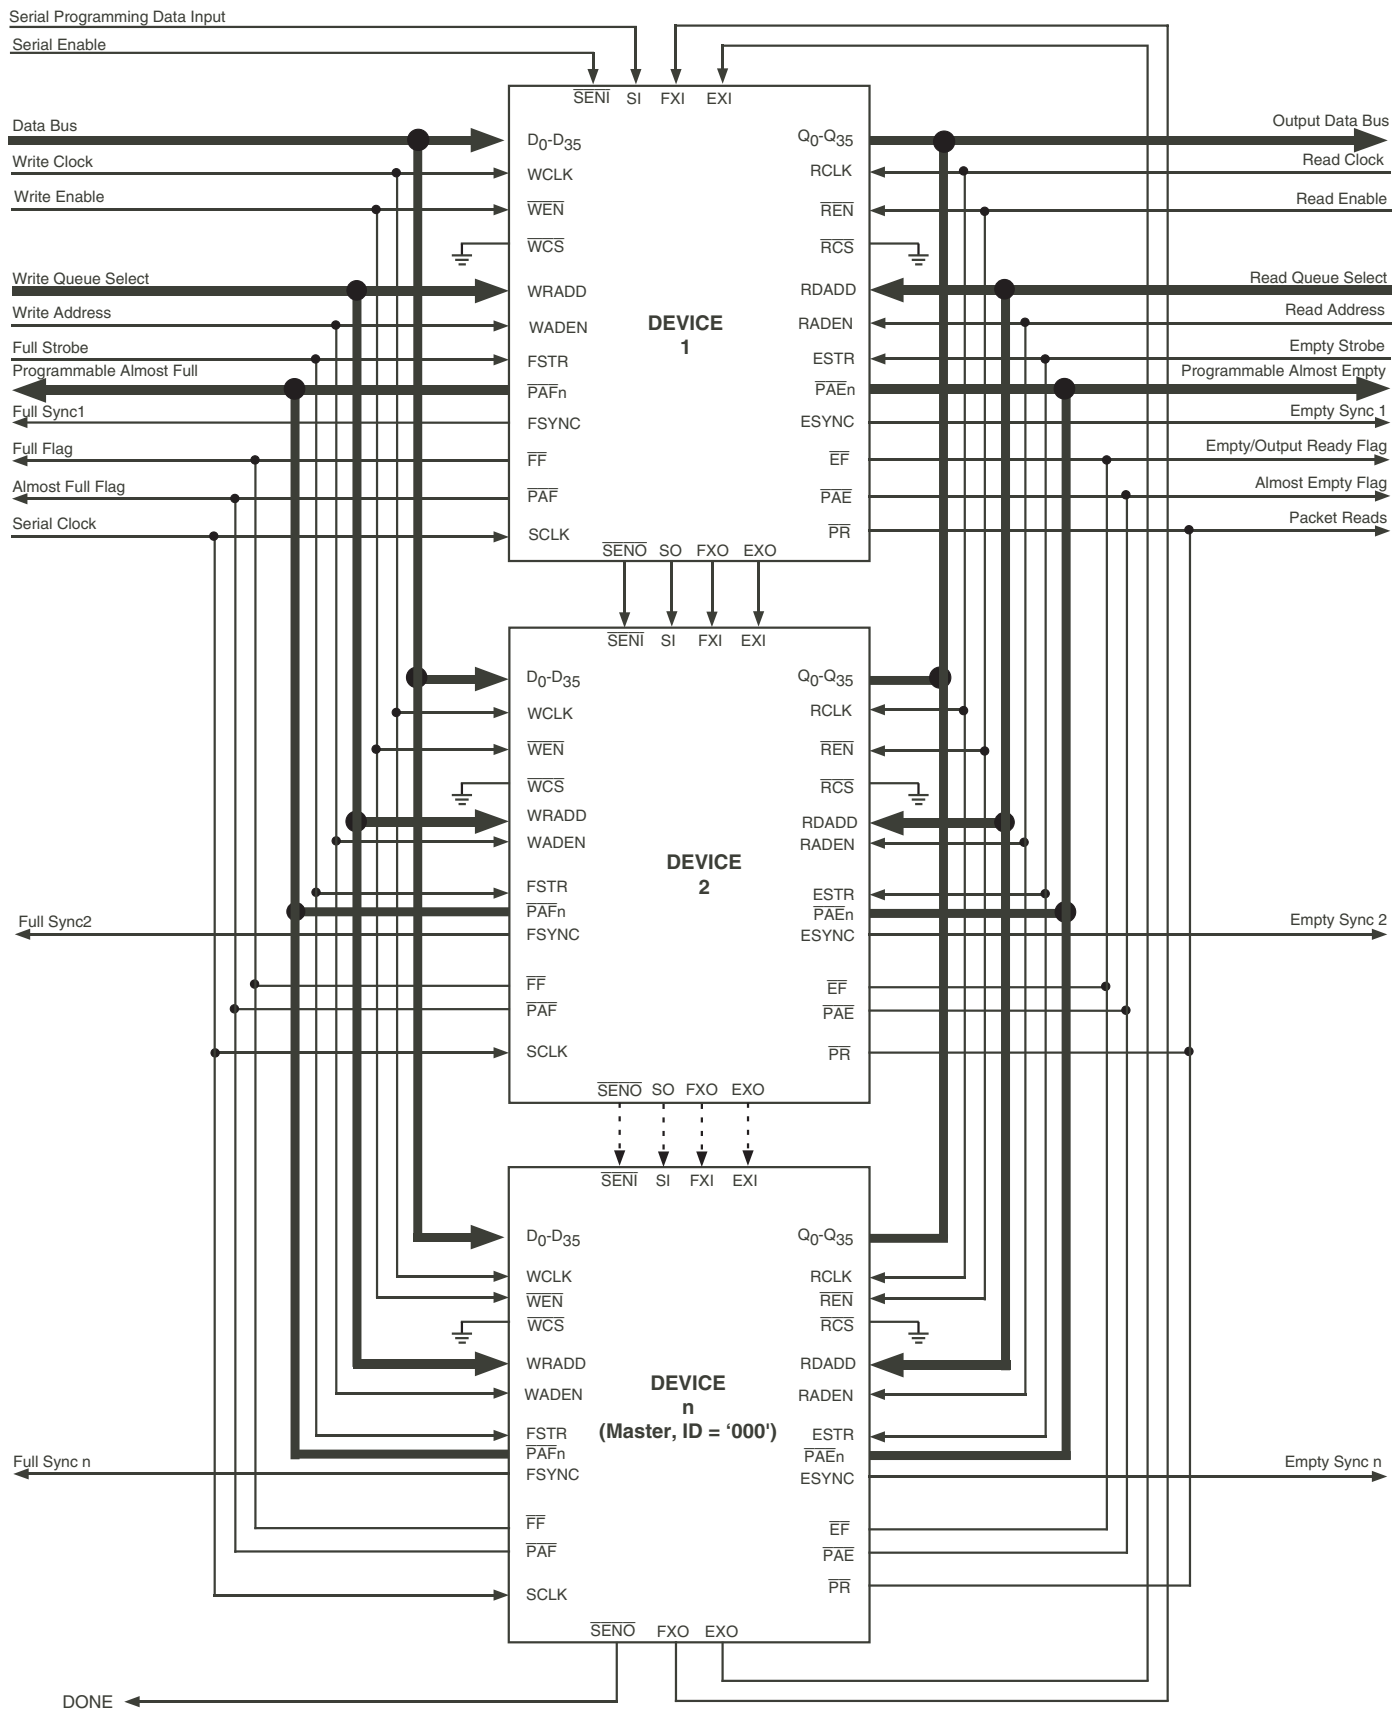 Serial Programming Data Input
Serial Enable
SENI SI FXI EXI
Data Bus
D0-D35
Q0-Q35
Output Data Bus
Write Clock
WCLK
RCLK
Read Clock
Write Enable
WEN
REN
Read Enable
WCS
RCS
Write Queue Select
WRADD
RDADD
Read Queue Select
Write Address
WADEN
DEVICE
1
RADEN
Read Address
Full Strobe
FSTR
ESTR
Empty Strobe
Programmable Almost Full
PAFn
PAEn
Programmable Almost Empty
Full Sync1
FSYNC
ESYNC
Empty Sync 1
Full Flag
FF
EF
Empty/Output Ready Flag
Almost Full Flag
PAF
PAE
Almost Empty Flag
Serial Clock
SCLK
PR
Packet Reads
SENO SO FXO EXO
SENI SI FXI EXI
D0-D35
Q0-Q35
WCLK
RCLK
WEN
REN
WCS
RCS
WRADD
RDADD
WADEN
RADEN
DEVICE
2
FSTR
ESTR
PAFn
PAEn
Full Sync2
FSYNC
ESYNC
Empty Sync 2
FF
EF
PAF
PAE
SCLK
PR
SENO SO FXO EXO
SENI SI FXI EXI
D0-D35
Q0-Q35
WCLK
RCLK
WEN
REN
WCS
RCS
WRADD
RDADD
WADEN
RADEN
DEVICE
n
(Master, ID = ‘000')
FSTR
ESTR
PAFn
PAEn
Full Sync n
FSYNC
ESYNC
Empty Sync n
FF
EF
PAF
PAE
SCLK
PR
SENO FXO EXO
DONE